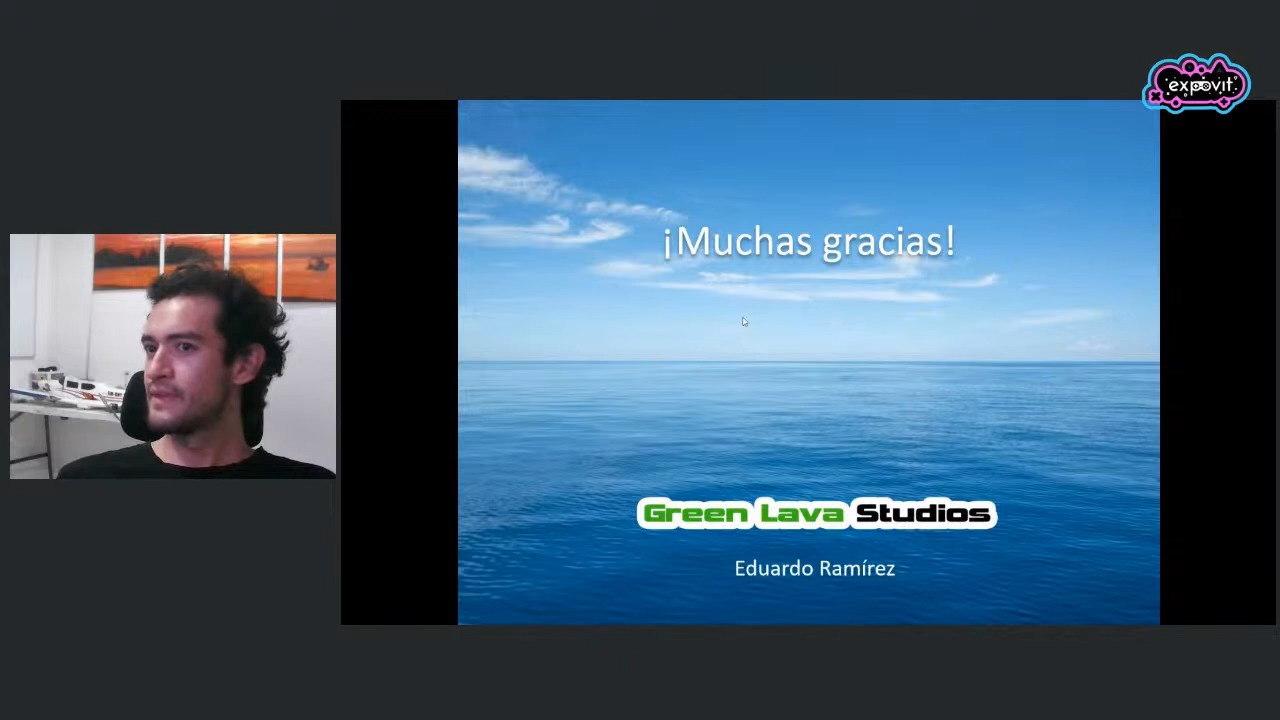 expovit
¡Muchas gracias!
Green Lava Studios
Eduardo Ramírez